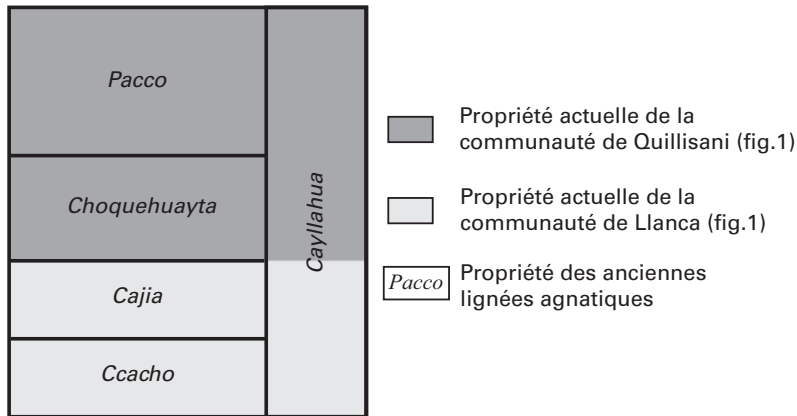 Pacco
Choquehuayta
Cajia
Ccacho
Cayllahua
Propriété actuelle de la
communauté de Quillisani (fig.1)
Propriété actuelle de la
communauté de Llanca (fig.1)
Pacco
Propriété des anciennes
lignées agnatiques